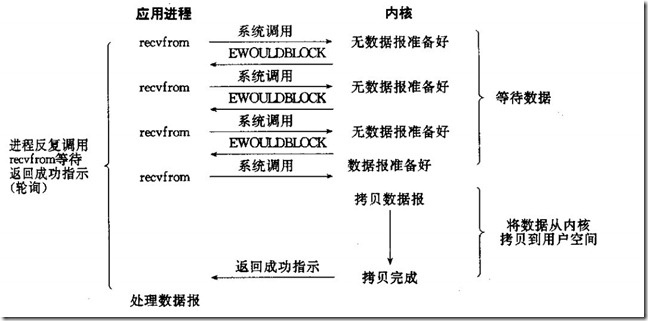 应用进程 内核
recvfrom 系统调用 无数据报准备好
EWOULDBLOCK
recvfrom 系统调用 无数据报准备好
EWOULDBLOCK
recvfrom 系统调用 无数据报准备好
EWOULDBLOCK
recvfrom 系统调用 数据报准备好
等待数据
进程反复调用
recvfrom等待
返回成功指示
(轮询)
拷贝数据报
将数据从内核
拷贝到用户空间
返回成功指示 拷贝完成
处理数据报